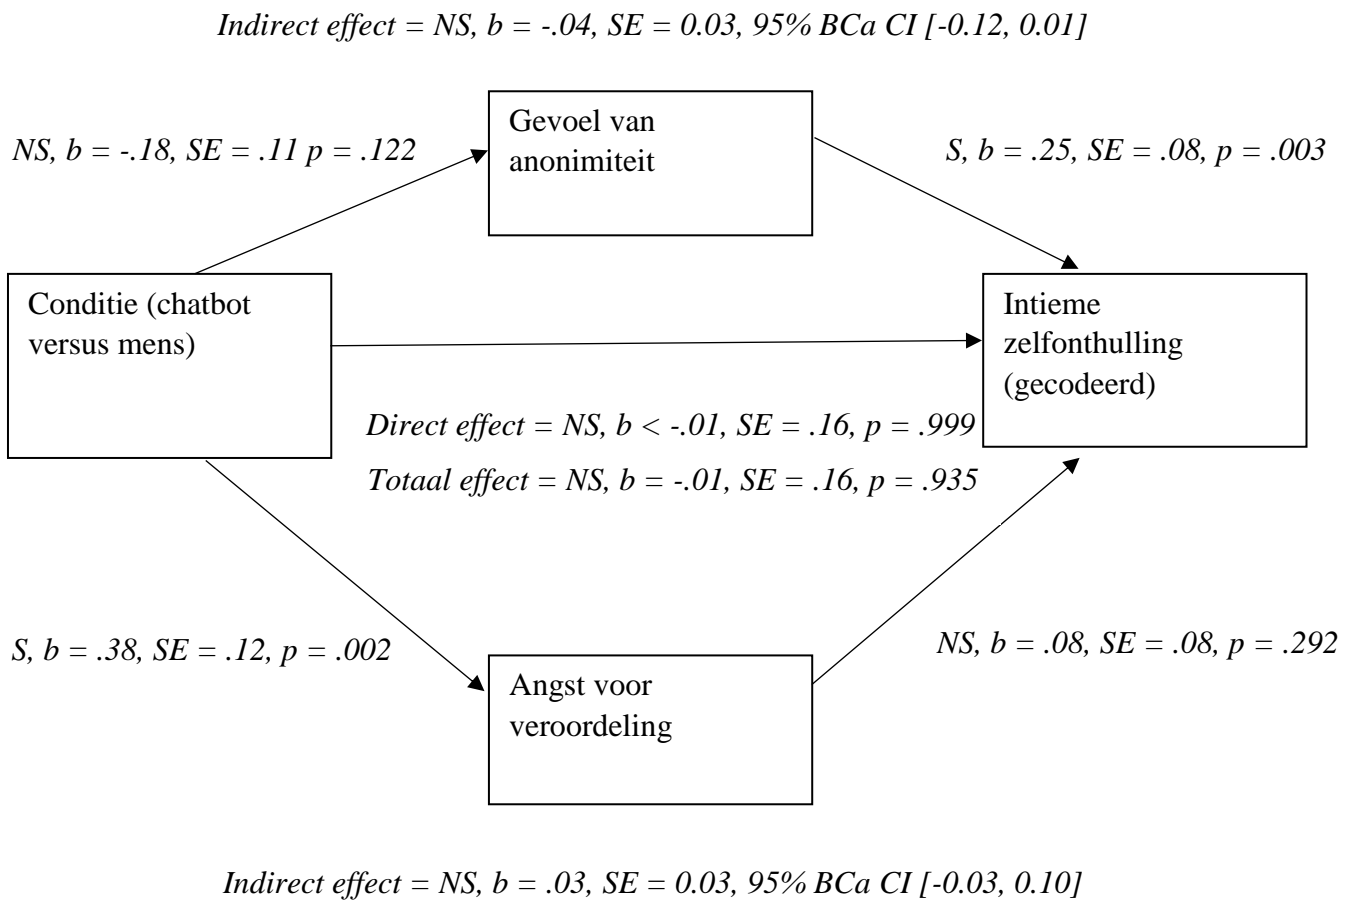 Indirect effect = NS, b = -.04, SE = 0.03, 95% BCa CI [-0.12, 0.01]
Gevoel van
anonimiteit
NS, b = -.18, SE = .11 p = .122
S, b = .25, SE = .08, p = .003
Conditie (chatbot
versus mens)
Intieme
zelfonthulling
(gecodeerd)
Direct effect = NS, b < -.01, SE = .16, p = .999
Totaal effect = NS, b = -.01, SE = .16, p = .935
S, b = .38, SE = .12, p = .002
NS, b = .08, SE = .08, p = .292
Angst voor
veroordeling
Indirect effect = NS, b = .03, SE = 0.03, 95% BCa CI [-0.03, 0.10]